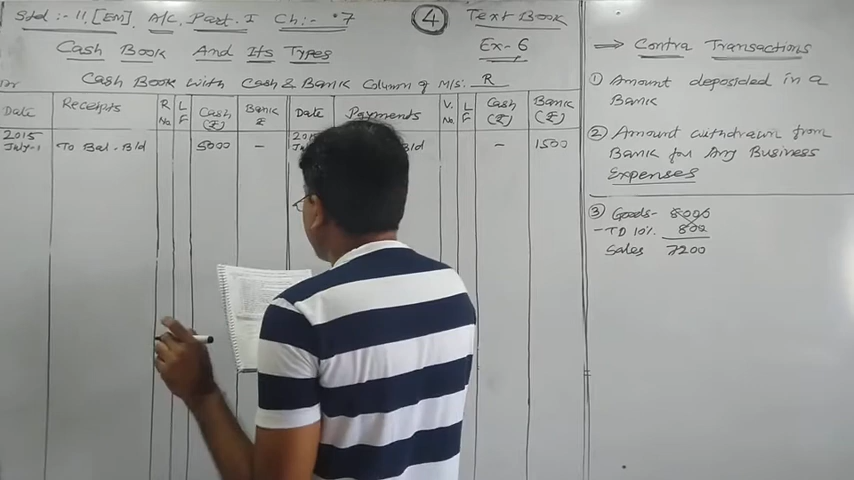 Std :- 11, [EM], A/C, Part. I Ch:- 7
4
Text Book
Cash Book And Its Types
Ex-6
Cash Book with Cash & Bank Column of M/s. R
Dr
Date Receipts R No. L F Cash (₹) Bank ₹ Date Payments V. No. L F Cash (₹) Bank (₹)
2015 2015
July-1 To Bal. B/d 5000 - B/d - 1500
⇒ Contra Transactions
① Amount deposided in a
Bank
② Amount withdrawn from
Bank for Any Business
Expenses
③ Goods- 8000
- TD 10% 800
Sales 7200